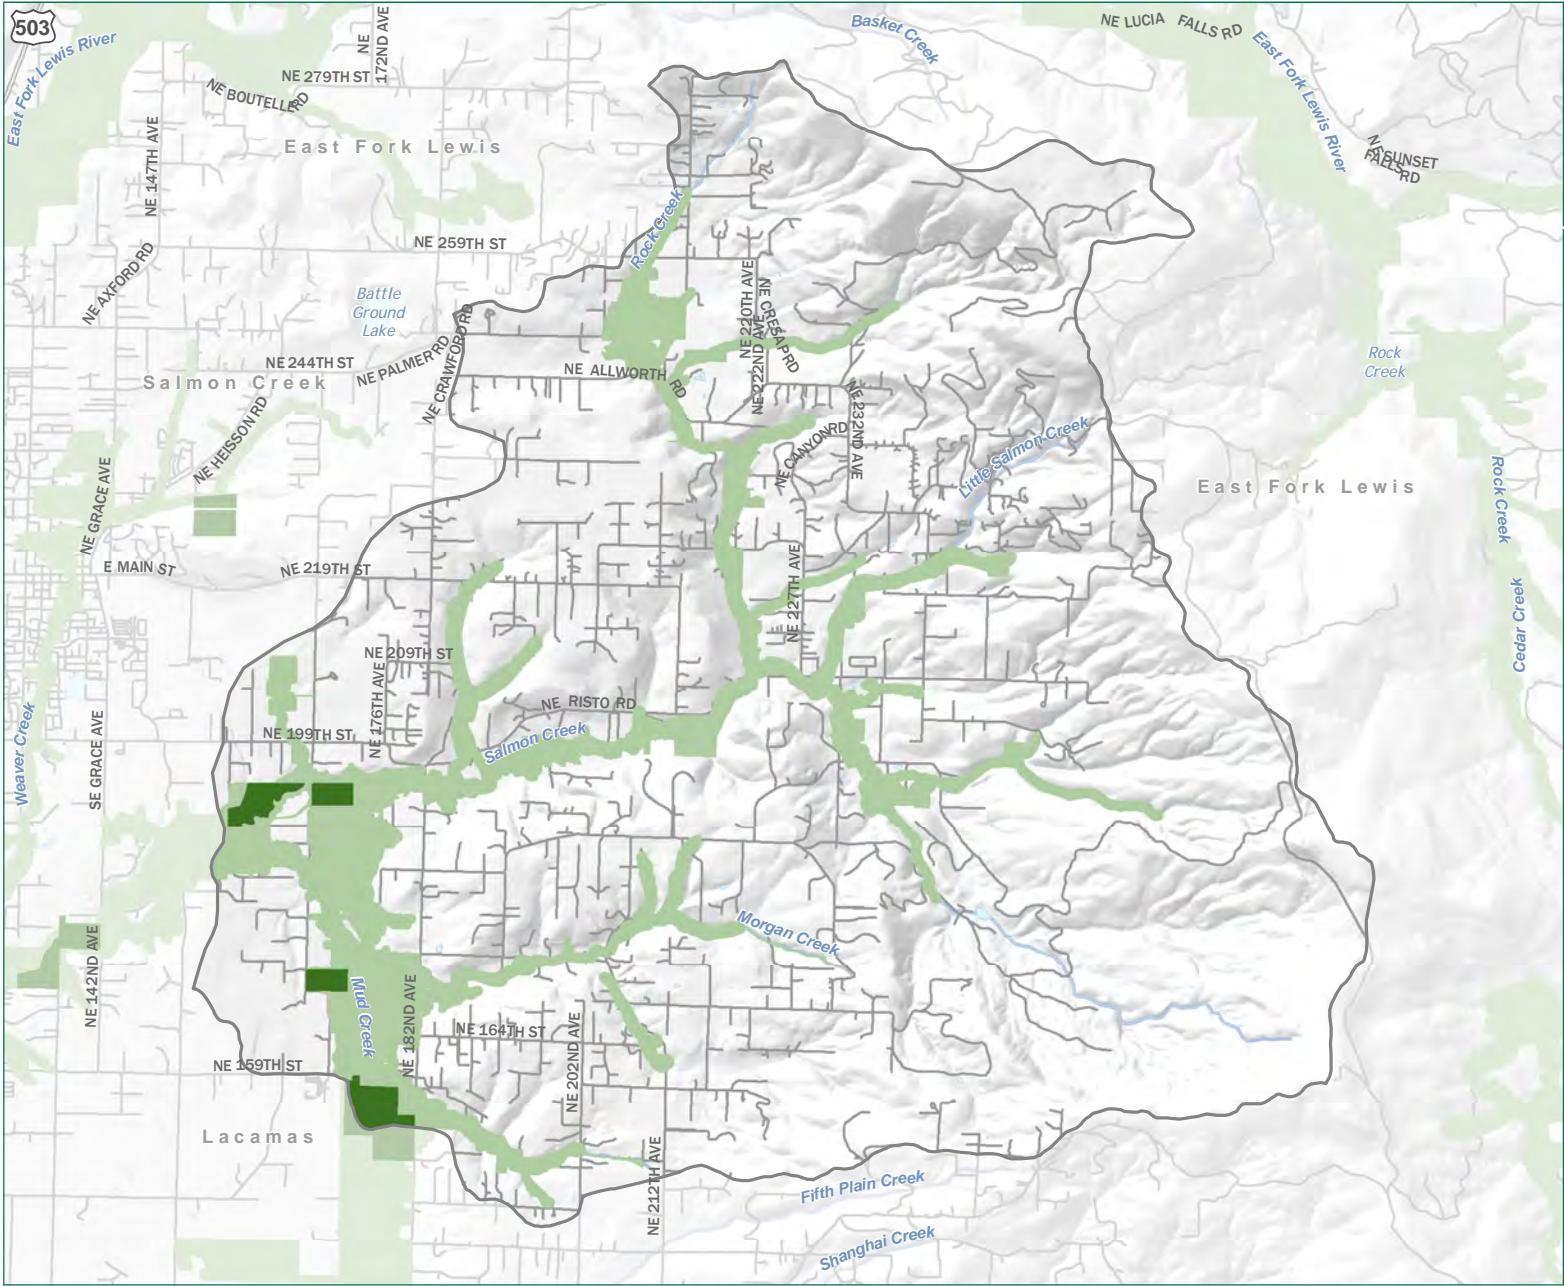 503
East Fork Lewis River
NE
172ND AVE
NE 279TH ST
NE BOUTELLE RD
Basket Creek
NE LUCIA FALLS RD
East Fork Lewis River
NE SUNSET
FALLS
RD
NE 147TH AVE
East Fork Lewis
Rock Creek
NE 259TH ST
NE AXFORD RD
Battle
Ground
Lake
NE 220TH AVE
NE CRESAP RD
NE 222ND AVE
NE 244TH ST
NE PALMER RD
NE CRAWFORD RD
NE ALLWORTH RD
Salmon Creek
Rock
Creek
NE HEISSON RD
NE CANYON RD
NE 232ND AVE
Little Salmon Creek
East Fork Lewis
NE GRACE AVE
Rock Creek
E MAIN ST
NE 219TH ST
NE 227TH AVE
Cedar Creek
NE 209TH ST
NE 176TH AVE
NE RISTO RD
Weaver Creek
SE GRACE AVE
NE 199TH ST
Salmon Creek
Morgan Creek
NE 142ND AVE
Mud Creek
NE 182ND AVE
NE 164TH ST
NE 202ND AVE
NE 159TH ST
Lacamas
NE 212TH AVE
Fifth Plain Creek
Shanghai Creek